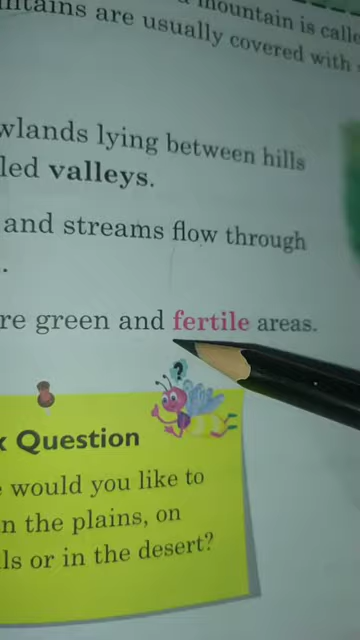 mountain is calle
ntains are usually covered with
wlands lying between hills
led valleys.
and streams flow through
.
re green and fertile areas.
?
Question
would you like to
n the plains, on
ls or in the desert?